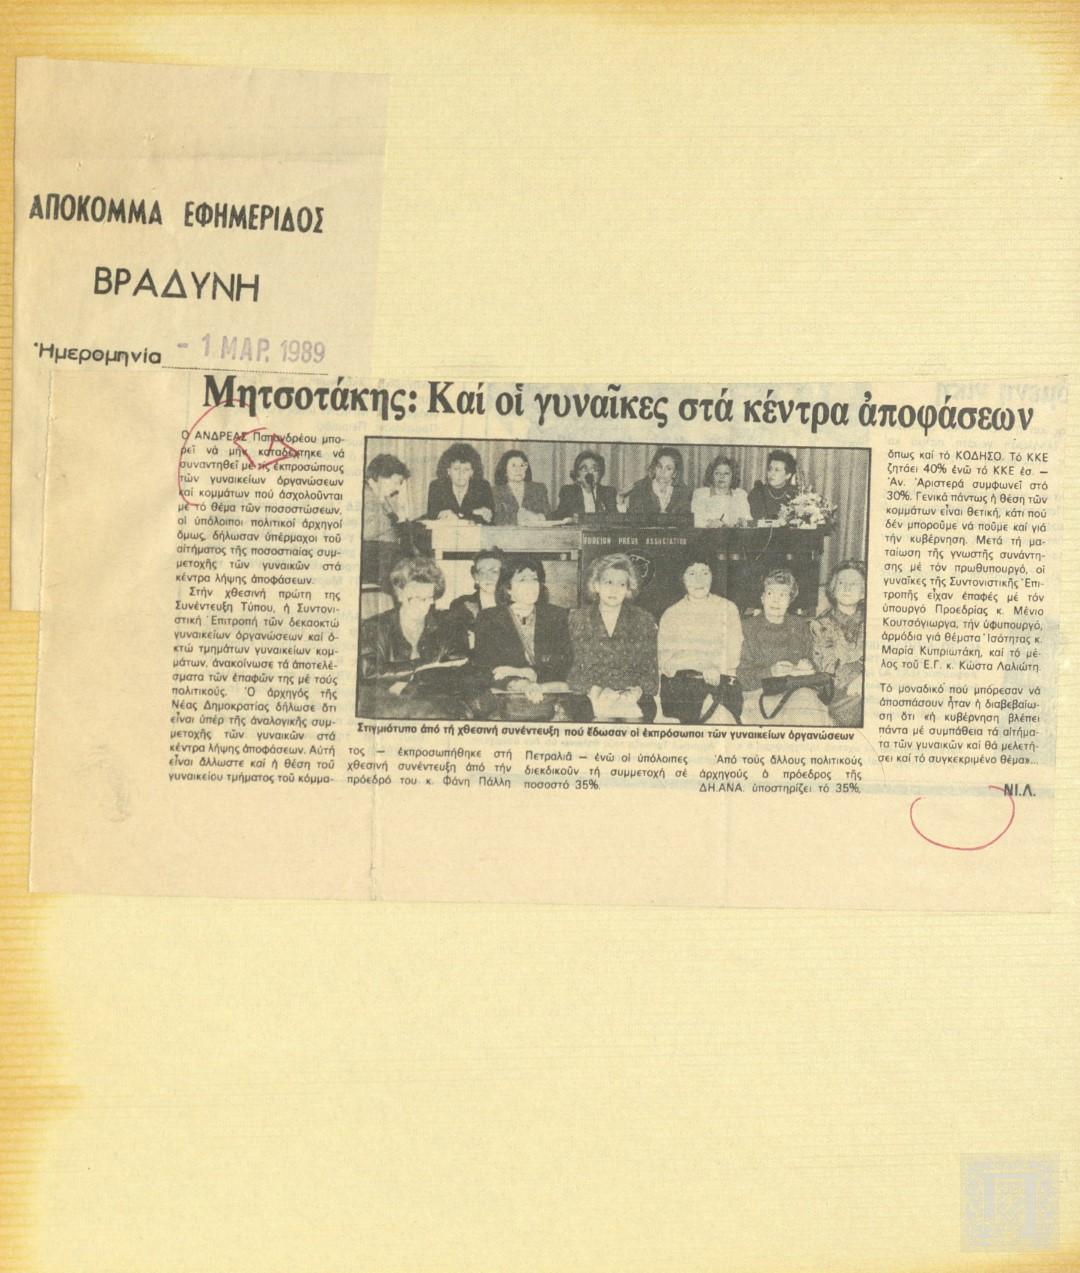 ΑΠΟΚΟΜΜΑ ΕΦΗΜΕΡΙΔΟΣ
ΒΡΑΔΥΝΗ
Ἡμερομηνία - 1 ΜΑΡ. 1989
Μητσοτάκης: Καί οἱ γυναῖκες στά κέντρα ἀποφάσεων
Ο ΑΝΔΡΕΑΣ Παπανδρέου μπο-
ρεῖ νά μήν καταδέχτηκε νά
συναντηθεῖ μέ τίς ἐκπροσώπους
τῶν γυναικείων ὀργανώσεων
καί κομμάτων πού ἀσχολοῦνται
μέ τό θέμα τῶν ποσοστώσεων,
οἱ ὑπόλοιποι πολιτικοί ἀρχηγοί
ὅμως, δήλωσαν ὑπέρμαχοι τοῦ
αἰτήματος τῆς ποσοστιαίας συμ-
μετοχῆς τῶν γυναικῶν στά
κέντρα λήψης ἀποφάσεων.
Στήν χθεσινή πρώτη της
Συνέντευξη Τύπου, ἡ Συντονι-
στική Ἐπιτροπή τῶν δεκαοκτώ
γυναικείων ὀργανώσεων καί ὀ-
κτώ τμημάτων γυναικείων κομ-
μάτων, ἀνακοίνωσε τά ἀποτελέ-
σματα τῶν ἐπαφῶν της μέ τούς
πολιτικούς. Ὁ ἀρχηγός τῆς
Νέας Δημοκρατίας δήλωσε ὅτι
εἶναι ὑπέρ τῆς ἀναλογικῆς συμ-
μετοχῆς τῶν γυναικῶν στά
κέντρα λήψης ἀποφάσεων. Αὐτή
εἶναι ἄλλωστε καί ἡ θέση τοῦ
γυναικείου τμήματος τοῦ κόμμα-
FOREIGN PRESS ASSOCIATION
Στιγμιότυπο ἀπό τή χθεσινή συνέντευξη πού ἔδωσαν οἱ ἐκπρόσωποι τῶν γυναικείων ὀργανώσεων
τος — ἐκπροσωπήθηκε στή
χθεσινή συνέντευξη ἀπό τήν
πρόεδρό του κ. Φάνη Πάλλη
Πετραλιά — ἐνῶ οἱ ὑπόλοιπες
διεκδικοῦν τή συμμετοχή σέ
ποσοστό 35%.
Ἀπό τούς ἄλλους πολιτικούς
ἀρχηγούς ὁ πρόεδρος τῆς
ΔΗ.ΑΝΑ. ὑποστηρίζει τό 35%,
ὅπως καί τό ΚΟΔΗΣΟ. Τό ΚΚΕ
ζητάει 40% ἐνῶ τό ΚΚΕ ἐσ. —
Ἀν. Ἀριστερά συμφωνεῖ στό
30%. Γενικά πάντως ἡ θέση τῶν
κομμάτων εἶναι θετική, κάτι πού
δέν μποροῦμε νά ποῦμε καί γιά
τήν κυβέρνηση. Μετά τή μα-
ταίωση τῆς γνωστῆς συνάντη-
σης μέ τόν πρωθυπουργό, οἱ
γυναῖκες τῆς Συντονιστικῆς Ἐπι-
τροπῆς εἶχαν ἐπαφές μέ τόν
ὑπουργό Προεδρίας κ. Μένιο
Κουτσόγιωργα, τήν ὑφυπουργό,
ἁρμόδια γιά θέματα Ἰσότητας κ.
Μαρία Κυπριωτάκη, καί τό μέ-
λος τοῦ Ε.Γ. κ. Κώστα Λαλιώτη.
Τό μοναδικό πού μπόρεσαν νά
ἀποσπάσουν ἦταν ἡ διαβεβαίω-
ση ὅτι «ἡ κυβέρνηση βλέπει
πάντα μέ συμπάθεια τά αἰτήμα-
τα τῶν γυναικῶν καί θά μελετή-
σει καί τό συγκεκριμένο θέμα»...
ΝΙ.Λ.